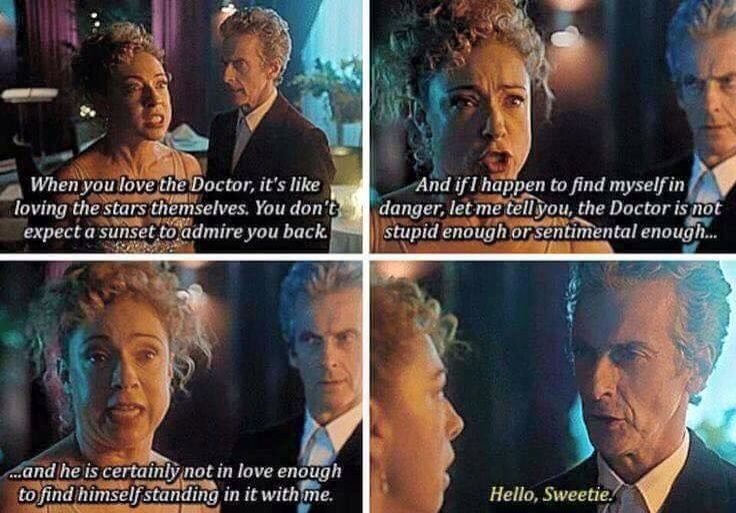 When you love the Doctor, it's like
loving the stars themselves. You don't
expect a sunset to admire you back.
And if I happen to find myself in
danger, let me tell you, the Doctor is not
stupid enough or sentimental enough...
...and he is certainly not in love enough
to find himself standing in it with me.
Hello, Sweetie.